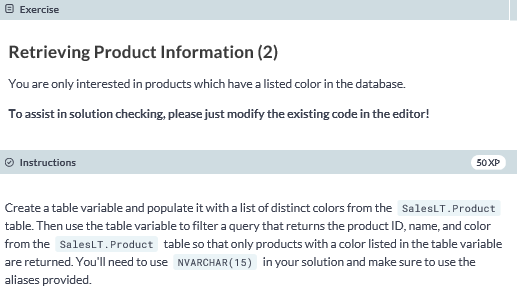 Exercise
Retrieving Product Information (2)
You are only interested in products which have a listed color in the database.
To assist in solution checking, please just modify the existing code in the editor!
Instructions
50 XP
Create a table variable and populate it with a list of distinct colors from the SalesLT.Product
table. Then use the table variable to filter a query that returns the product ID, name, and color
from the SalesLT.Product table so that only products with a color listed in the table variable
are returned. You'll need to use NVARCHAR(15) in your solution and make sure to use the
aliases provided.